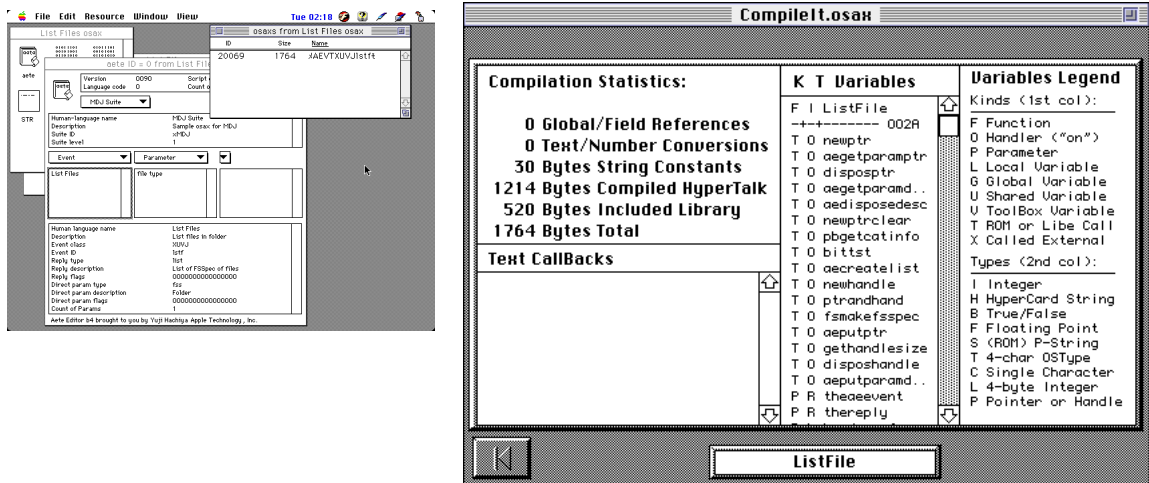 File Edit Resource Window View
Tue 02:18
List Files osax
osaxs from List Files osax
ID Size Name
20069 1764
aete
STR
aete ID = 0 from List Fil
Version 0090 Script
Language code 0 Count o
MDJ Suite
Human-language name MDJ Suite
Description Sample osax for MDJ
Suite ID xMDJ
Suite level 1
Event Parameter
List Files file type
Human language name List Files
Description List files in folder
Event class XUVJ
Event ID lstf
Reply type list
Reply description List of FSSpec of files
Reply flags 0000000000000000
Direct param type fss
Direct param description Folder
Direct param flags 0000000000000000
Count of Params 1
Aete Editor b4 brought to you by Yuji Hachiya Apple Technology, Inc.
CompileIt.osax
Compilation Statistics:
0 Global/Field References
0 Text/Number Conversions
30 Bytes String Constants
1214 Bytes Compiled HyperTalk
520 Bytes Included Library
1764 Bytes Total
Text CallBacks
K T Variables
F I ListFile
-+-+------- 002A
T O newptr
T O aegetparamptr
T O disposptr
T O aegetparamd..
T O aedisposedesc
T O newptrclear
T O pbgetcatinfo
T O bittst
T O aecreatelist
T O newhandle
T O ptrandhand
T O fsmakefsspec
T O aeputptr
T O gethandlesize
T O disposhandle
T O aeputparamd..
P R theaeevent
P R thereply
Variables Legend
Kinds (1st col):
F Function
O Handler ("on")
P Parameter
L Local Variable
G Global Variable
U Shared Variable
V ToolBox Variable
T ROM or Libe Call
X Called External
Types (2nd col):
I Integer
H HyperCard String
B True/False
F Floating Point
S (ROM) P-String
T 4-char OSType
C Single Character
L 4-byte Integer
P Pointer or Handle
ListFile